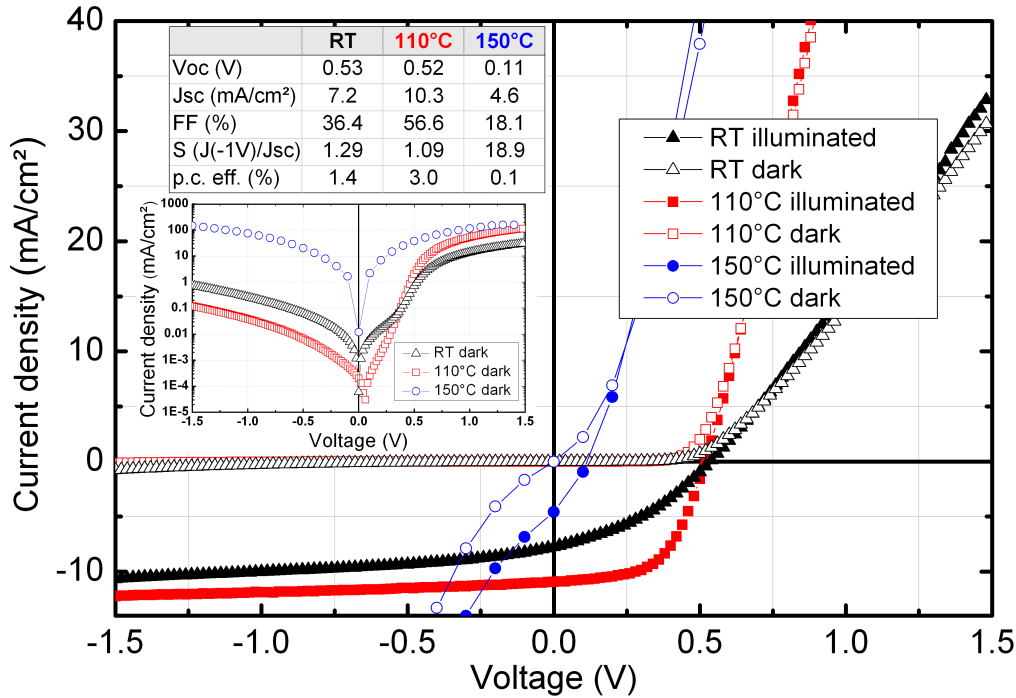 40
30
20
10
0
-10
Current density (mA/cm²)
RT 110°C 150°C
Voc (V) 0.53 0.52 0.11
Jsc (mA/cm²) 7.2 10.3 4.6
FF (%) 36.4 56.6 18.1
S (J(-1V)/Jsc) 1.29 1.09 18.9
p.c. eff. (%) 1.4 3.0 0.1
1000
100
10
1
0.1
0.01
1E-3
1E-4
1E-5
Current density (mA/cm²)
RT dark
110°C dark
150°C dark
-1.5 -1.0 -0.5 0.0 0.5 1.0 1.5
Voltage (V)
RT illuminated
RT dark
110°C illuminated
110°C dark
150°C illuminated
150°C dark
-1.5 -1.0 -0.5 0.0 0.5 1.0 1.5
Voltage (V)